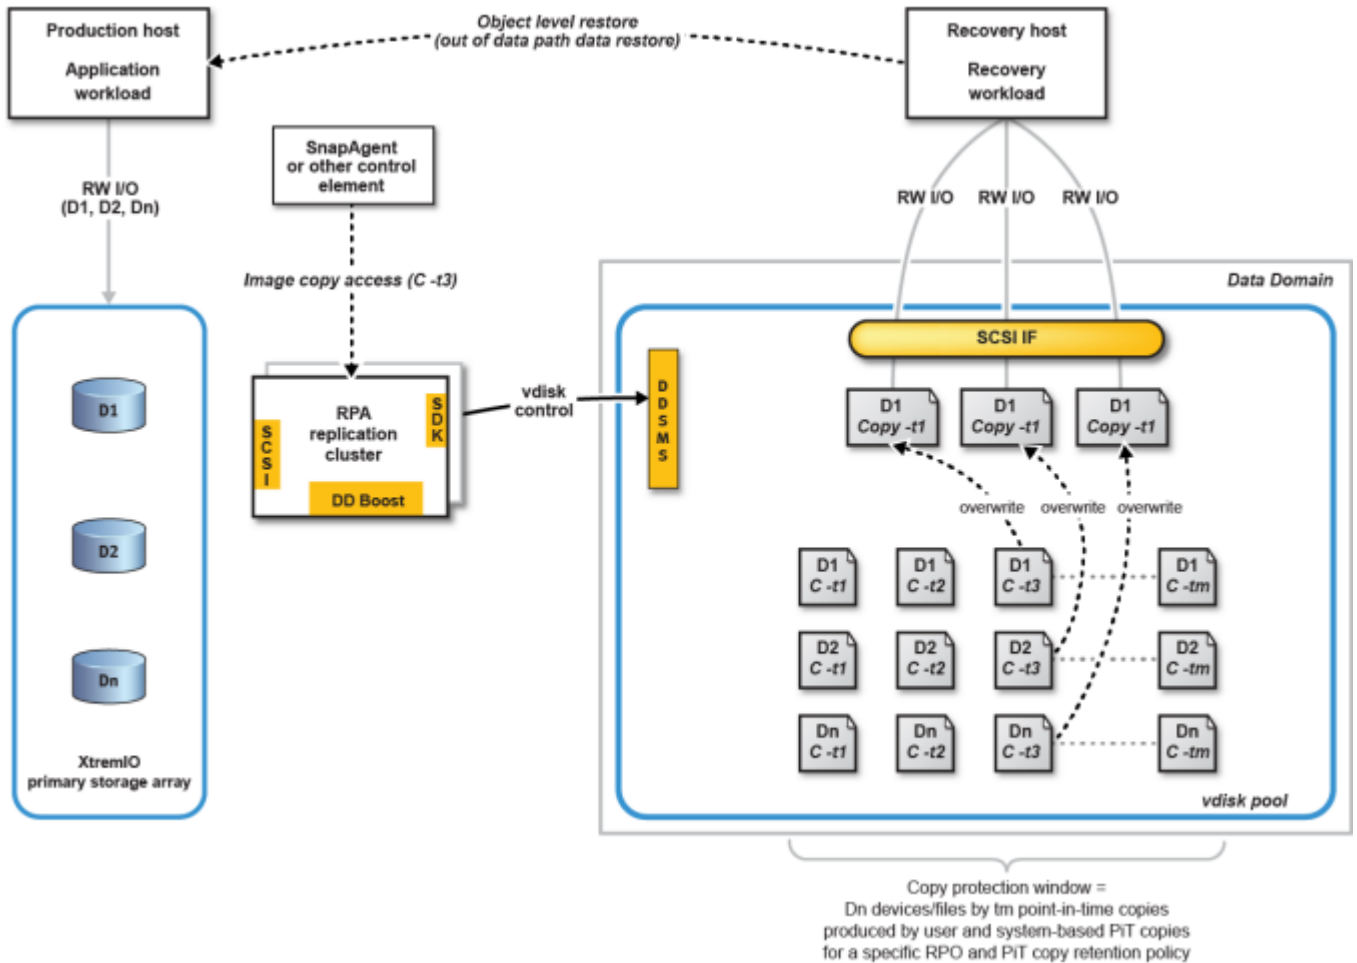 Production host
Application
workload
Object level restore
(out of data path data restore)
Recovery host
Recovery
workload
SnapAgent
or other control
element
RW I/O
(D1, D2, Dn)
RW I/O
RW I/O
RW I/O
Image copy access (C -t3)
Data Domain
SCSI IF
D1
D2
Dn
XtremIO
primary storage array
RPA
replication
cluster
SCSI
SDK
DD Boost
vdisk
control
DDSMS
D1
Copy -t1
D1
Copy -t1
D1
Copy -t1
overwrite
overwrite
overwrite
D1
C -t1
D1
C -t2
D1
C -t3
D1
C -tm
D2
C -t1
D2
C -t2
D2
C -t3
D2
C -tm
Dn
C -t1
Dn
C -t2
Dn
C -t3
Dn
C -tm
vdisk pool
Copy protection window =
Dn devices/files by tm point-in-time copies
produced by user and system-based PiT copies
for a specific RPO and PiT copy retention policy